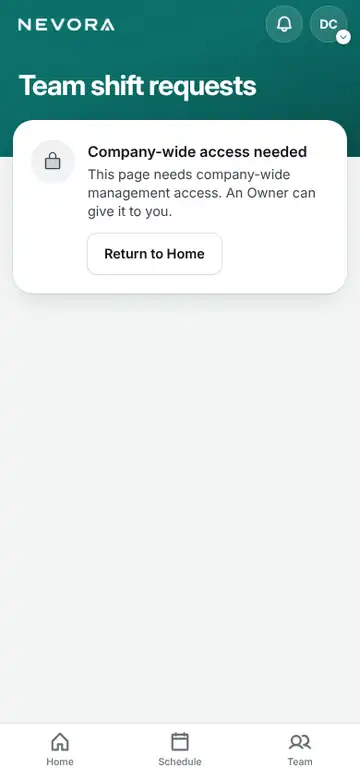 NEVORA
DC
Team shift requests
Company-wide access needed
This page needs company-wide
management access. An Owner can
give it to you.
Return to Home
Home
Schedule
Team